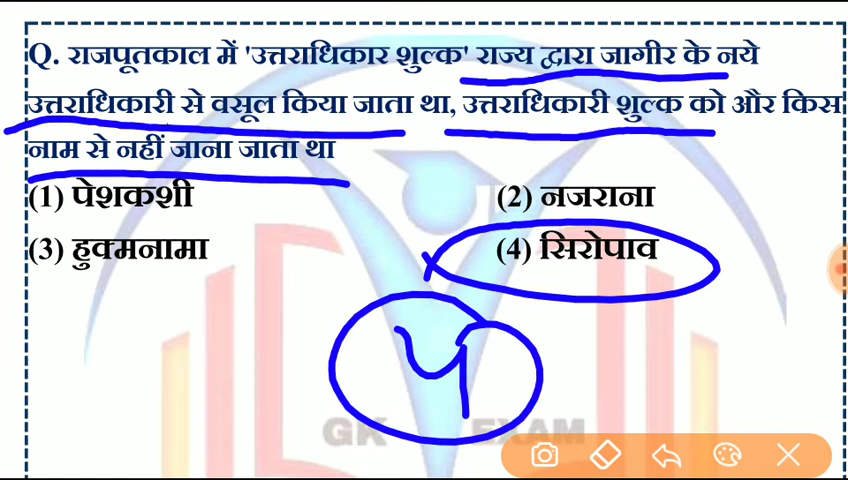 Q. राजपूतकाल में 'उत्तराधिकार शुल्क' राज्य द्वारा जागीर के नये
उत्तराधिकारी से वसूल किया जाता था, उत्तराधिकारी शुल्क को और किस
नाम से नहीं जाना जाता था
(1) पेशकशी (2) नजराना
(3) हुक्मनामा (4) सिरोपाव
4
GK EXAM